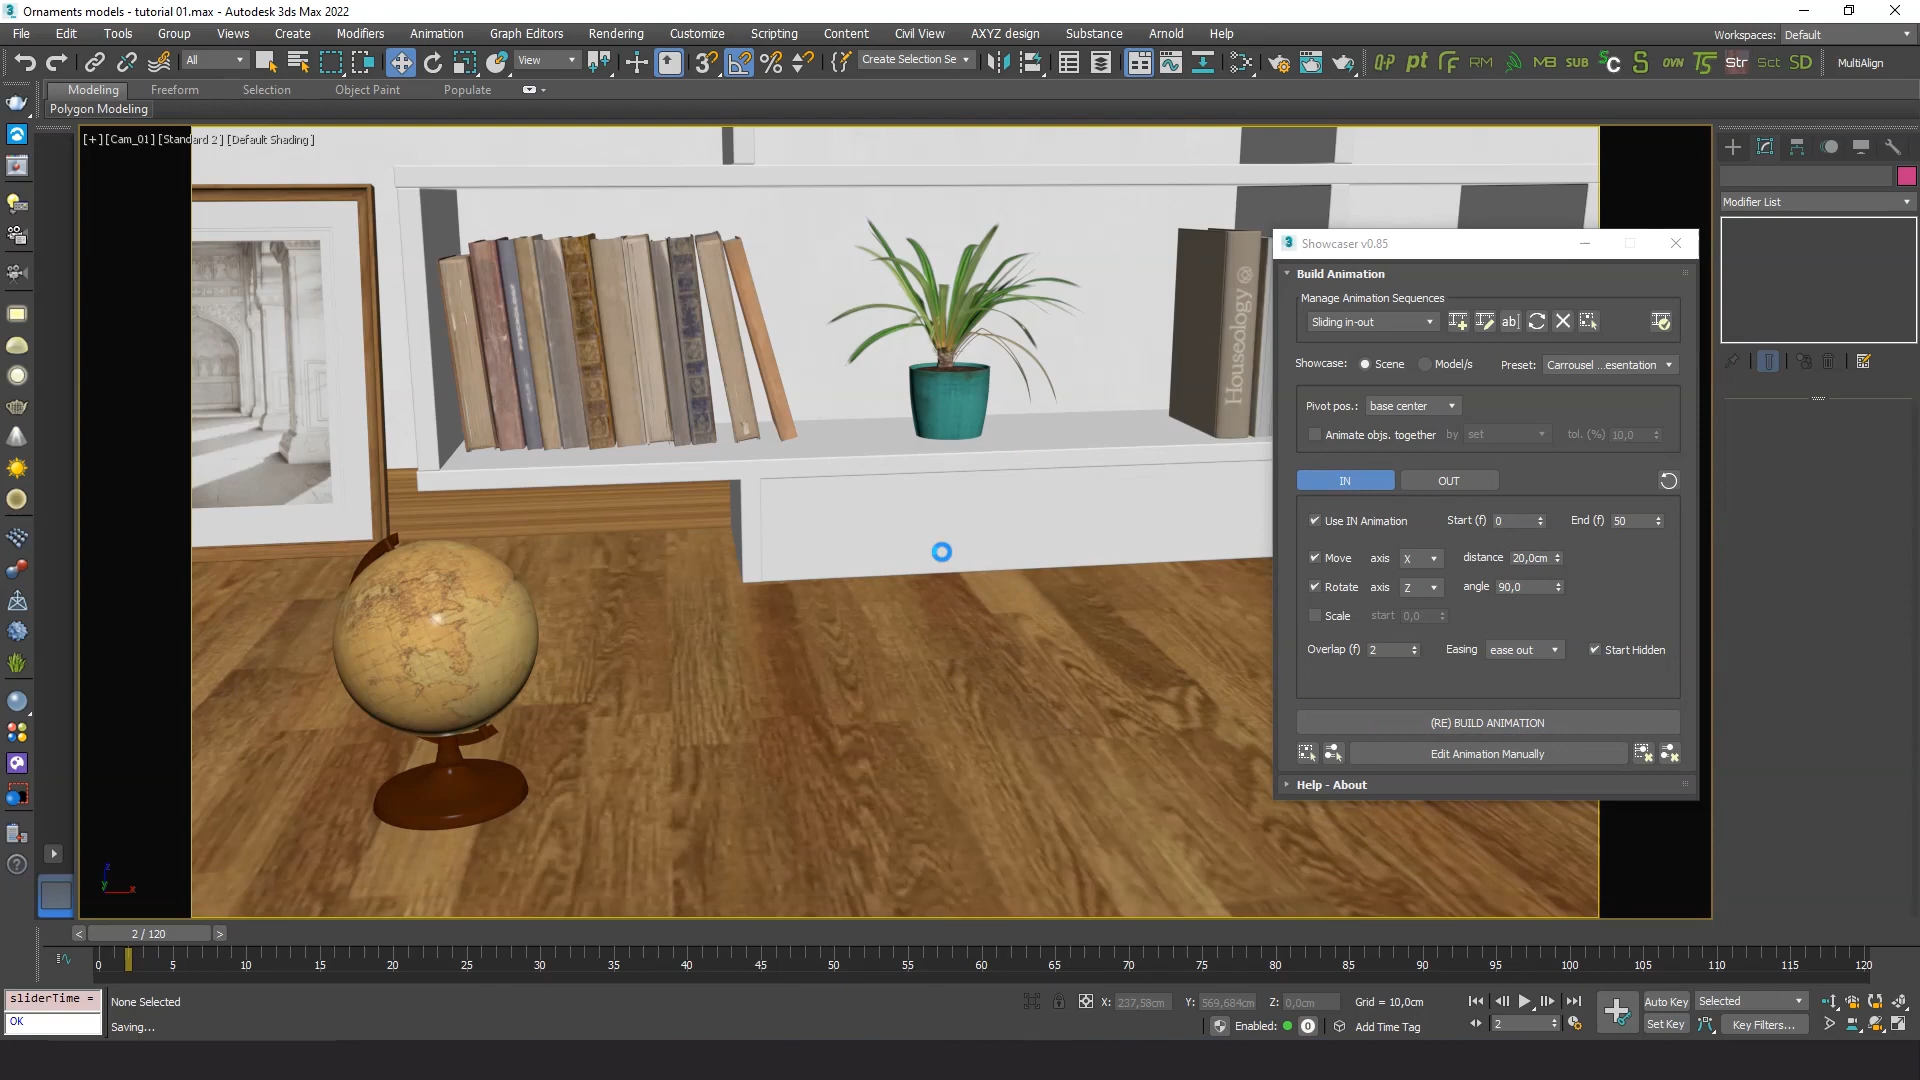 Ornaments models - tutorial 01.max - Autodesk 3ds Max 2022
File Edit Tools Group Views Create Modifiers Animation Graph Editors Rendering Customize Scripting Content Civil View AXYZ design Substance Arnold Help
Workspaces: Default
All View Create Selection Se MB SUB OVN Str Sct SD MultiAlign
Modeling Freeform Selection Object Paint Populate
Polygon Modeling
[+] [Cam_01] [Standard 2] [Default Shading]
Modifier List
Houseology
Showcaser v0.85
Build Animation
Manage Animation Sequences
Sliding in-out ab
Showcase: Scene Model/s Preset: Carrousel ...esentation
Pivot pos.: base center
Animate objs. together by set tol. (%) 10,0
IN OUT
Use IN Animation Start (f) 0 End (f) 50
Move axis X distance 20,0cm
Rotate axis Z angle 90,0
Scale start 0,0
Overlap (f) 2 Easing ease out Start Hidden
(RE) BUILD ANIMATION
Edit Animation Manually
Help - About
z
y x
< 2 / 120 >
0 5 10 15 20 25 30 35 40 45 50 55 60 65 70 75 80 85 90 95 100 105 110 115 120
sliderTime =
OK
None Selected
Saving...
X: 237,58cm Y: 569,684cm Z: 0,0cm Grid = 10,0cm
Enabled: 0 Add Time Tag
2
Auto Key Selected
Set Key Key Filters...